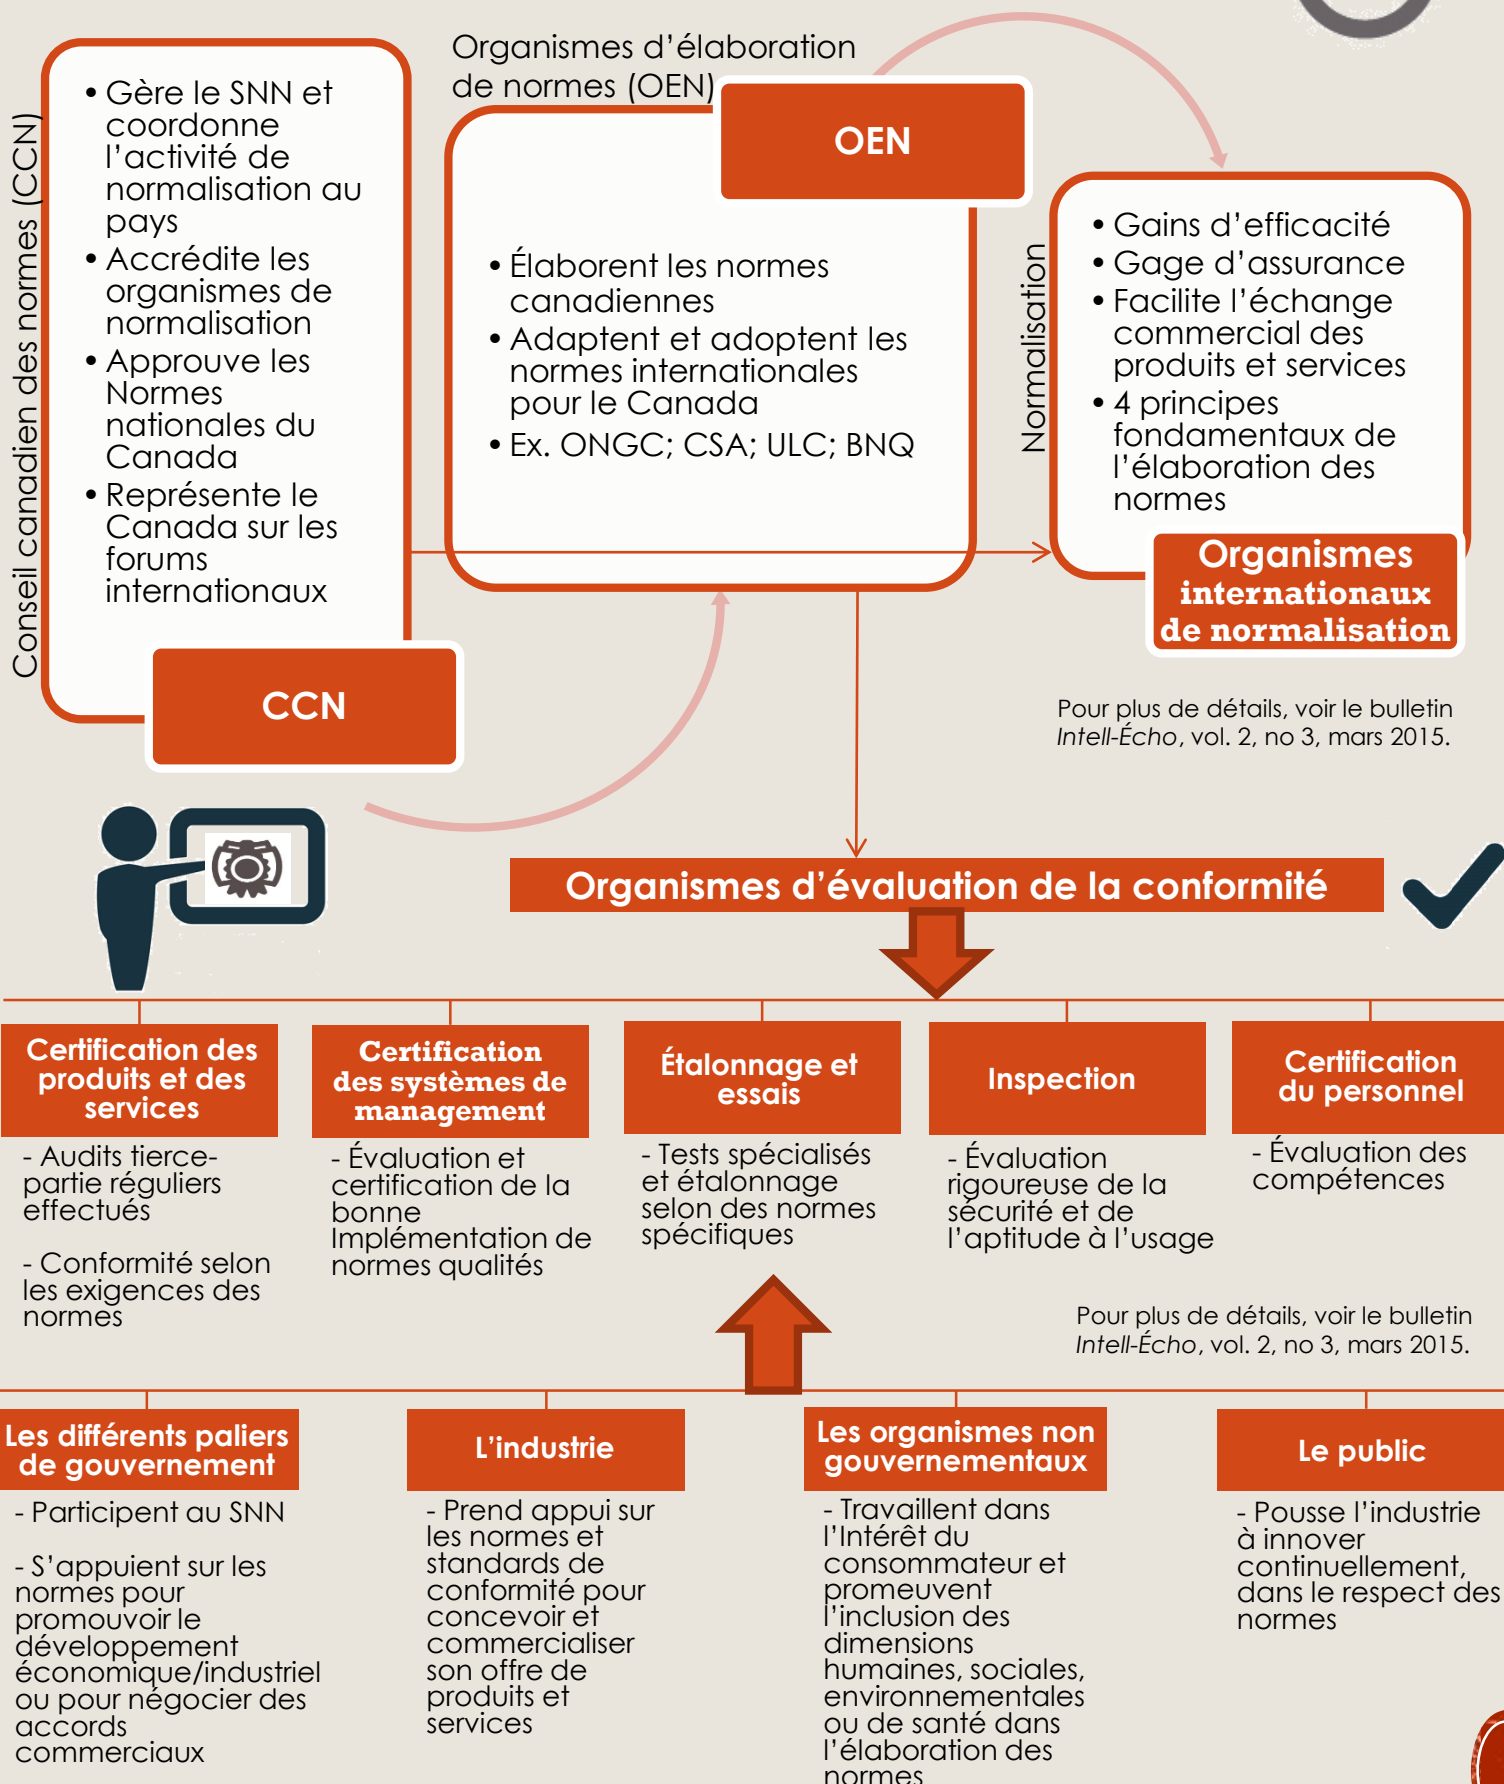 Conseil canadien des normes (CCN)
• Gère le SNN et
coordonne
l’activité de
normalisation au
pays
• Accrédite les
organismes de
normalisation
• Approuve les
Normes
nationales du
Canada
• Représente le
Canada sur les
forums
internationaux
CCN
Organismes d’élaboration
de normes (OEN)
OEN
• Élaborent les normes
canadiennes
• Adaptent et adoptent les
normes internationales
pour le Canada
• Ex. ONGC; CSA; ULC; BNQ
Normalisation
• Gains d’efficacité
• Gage d’assurance
• Facilite l’échange
commercial des
produits et services
• 4 principes
fondamentaux de
l’élaboration des
normes
Organismes
internationaux
de normalisation
Pour plus de détails, voir le bulletin
Intell-Écho, vol. 2, no 3, mars 2015.
Organismes d’évaluation de la conformité
Certification des
produits et des
services
- Audits tierce-
partie réguliers
effectués
- Conformité selon
les exigences des
normes
Certification
des systèmes de
management
- Évaluation et
certification de la
bonne
Implémentation de
normes qualités
Étalonnage et
essais
- Tests spécialisés
et étalonnage
selon des normes
spécifiques
Inspection
- Évaluation
rigoureuse de la
sécurité et de
l’aptitude à l’usage
Certification
du personnel
- Évaluation des
compétences
Pour plus de détails, voir le bulletin
Intell-Écho, vol. 2, no 3, mars 2015.
Les différents paliers
de gouvernement
- Participent au SNN
- S’appuient sur les
normes pour
promouvoir le
développement
économique/industriel
ou pour négocier des
accords
commerciaux
L’industrie
- Prend appui sur
les normes et
standards de
conformité pour
concevoir et
commercialiser
son offre de
produits et
services
Les organismes non
gouvernementaux
- Travaillent dans
l’Intérêt du
consommateur et
promeuvent
l’inclusion des
dimensions
humaines, sociales,
environnementales
ou de santé dans
l’élaboration des
normes
Le public
- Pousse l’industrie
à innover
continuellement,
dans le respect des
normes